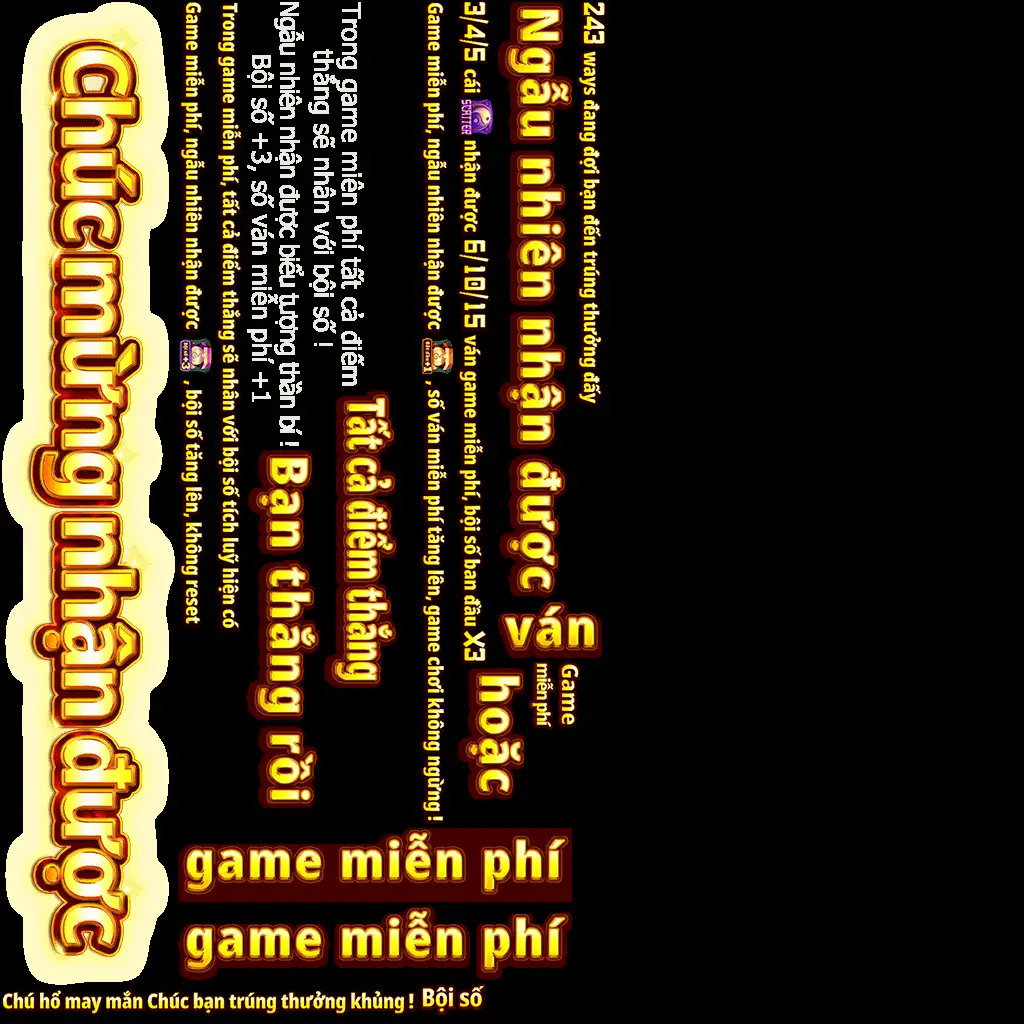 Chúc mừng nhận được
Game miễn phí, ngẫu nhiên nhận được Bội số+3 , bội số tăng lên, không reset
Trong game miễn phí, tất cả điểm thắng sẽ nhân với bội số tích luỹ hiện có
Ngẫu nhiên nhận được biểu tượng thần bí !
Bội số +3, số ván miễn phí +1
Trong game miễn phí tất cả điểm
thắng sẽ nhân với bội số !
Bạn thắng rồi
Tất cả điểm thắng
Game miễn phí, ngẫu nhiên nhận được , số ván miễn phí tăng lên, game chơi không ngừng !
3/4/5 cái SCATTER nhận được 6/10/15 ván game miễn phí, bội số ban đầu X3
Ngẫu nhiên nhận được
243 ways đang đợi bạn đến trúng thưởng đấy
ván
Game
miễn phí
hoặc
game miễn phí
game miễn phí
Chú hổ may mắn Chúc bạn trúng thưởng khủng !
Bội số